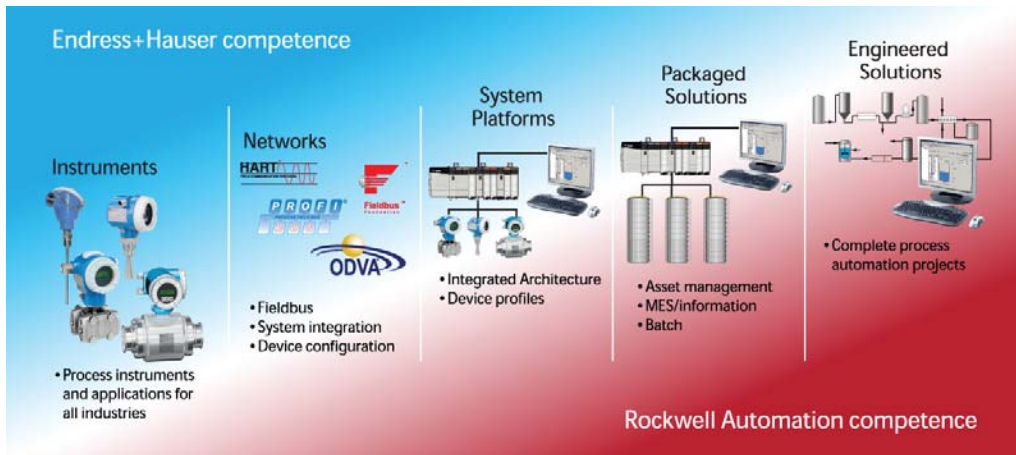 Endress+Hauser competence
Instruments
• Process instruments
and applications for
all industries
Networks
HART
PROFI
Fieldbus
Foundation
ODVA
• Fieldbus
• System integration
• Device configuration
System
Platforms
• Integrated Architecture
• Device profiles
Packaged
Solutions
• Asset management
• MES/information
• Batch
Engineered
Solutions
• Complete process
automation projects
Rockwell Automation competence